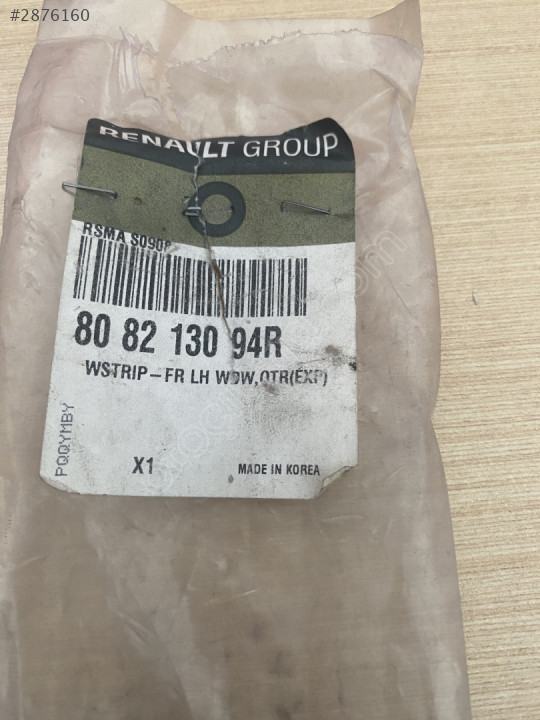 #2876160
RENAULT GROUP
RSMA S0908
80 82 130 94R
WSTRIP-FR LH WDW,OTR(EXP)
PQQYMBY
X1
MADE IN KOREA